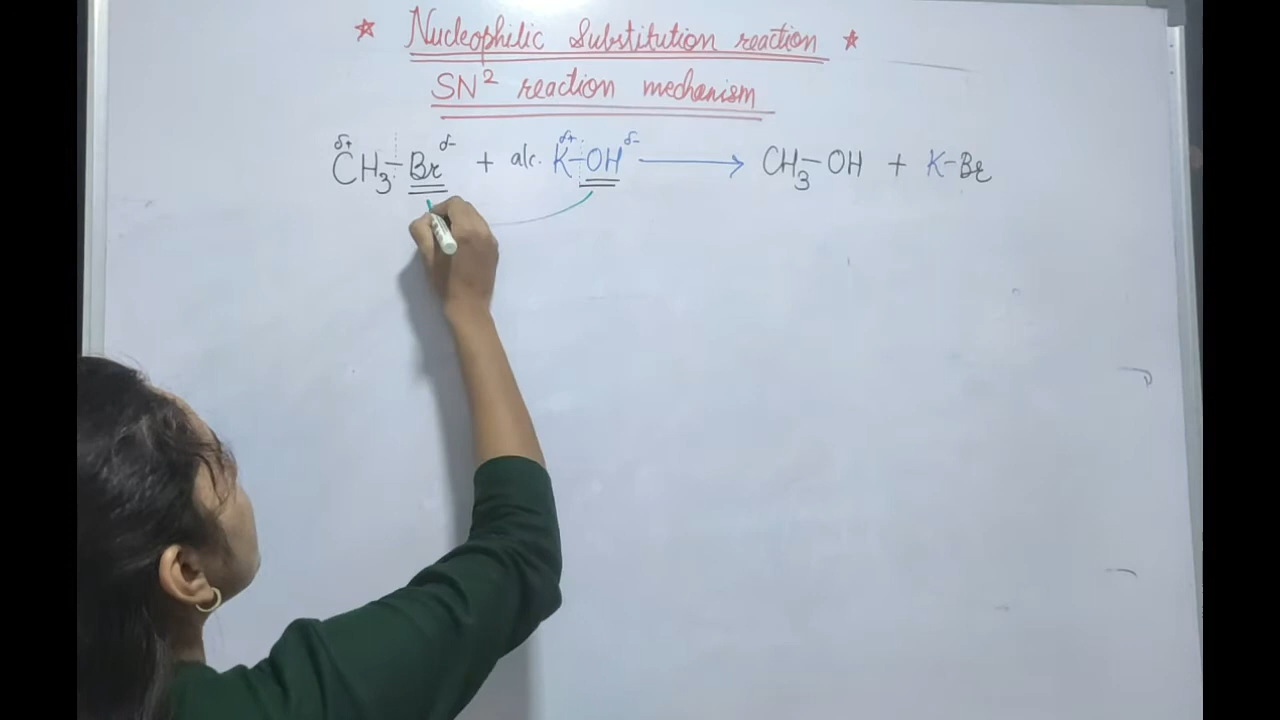 ☆ Nucleophilic Substitution reaction ☆
SN² reaction mechanism
δ+ δ- δ+ δ-
CH₃-Br + alc. K-OH ⟶ CH₃-OH + K-Br